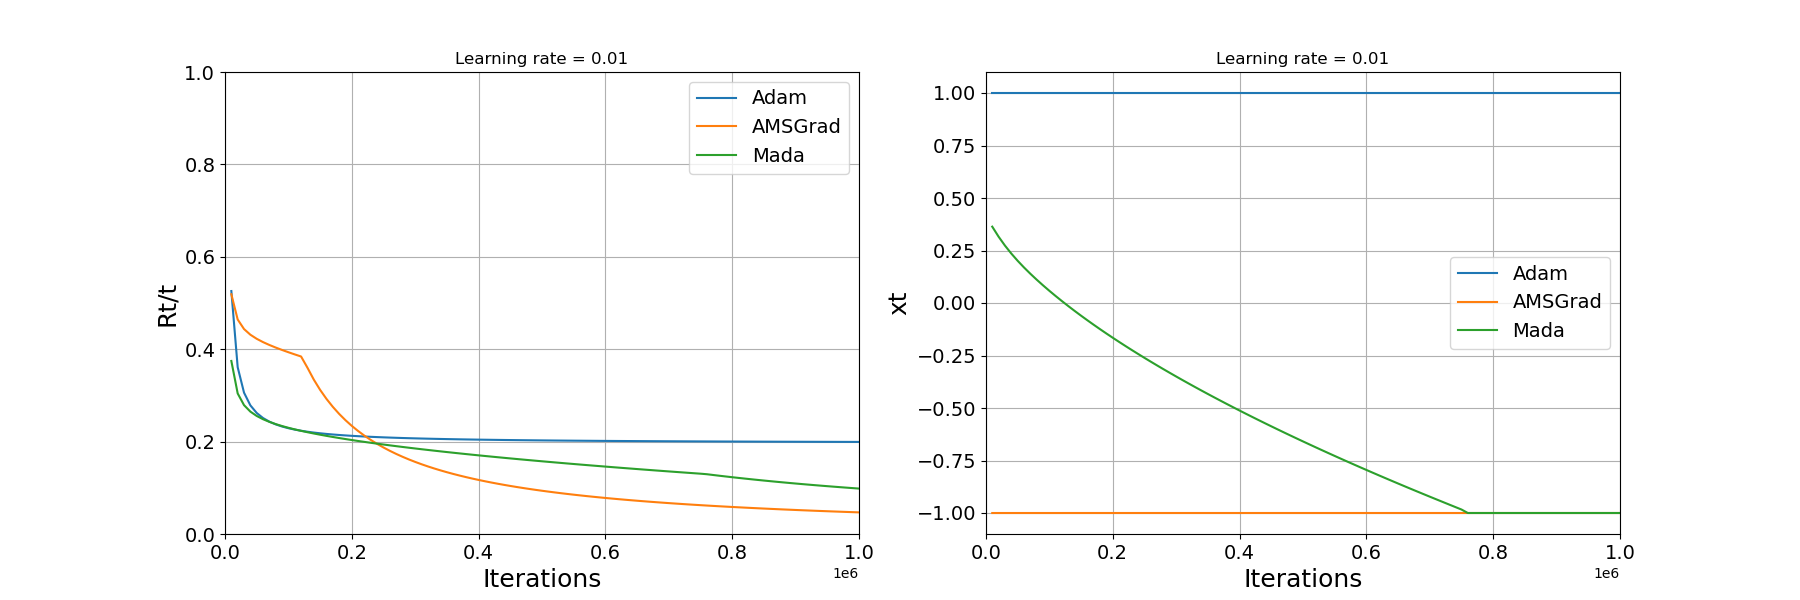 Learning rate = 0.01
1.0
0.8
0.6
0.4
0.2
0.0
Rt/t
Adam
AMSGrad
Mada
0.0 0.2 0.4 0.6 0.8 1.0
1e6
Iterations
Learning rate = 0.01
1.00
0.75
0.50
0.25
0.00
−0.25
−0.50
−0.75
−1.00
xt
Adam
AMSGrad
Mada
0.0 0.2 0.4 0.6 0.8 1.0
1e6
Iterations